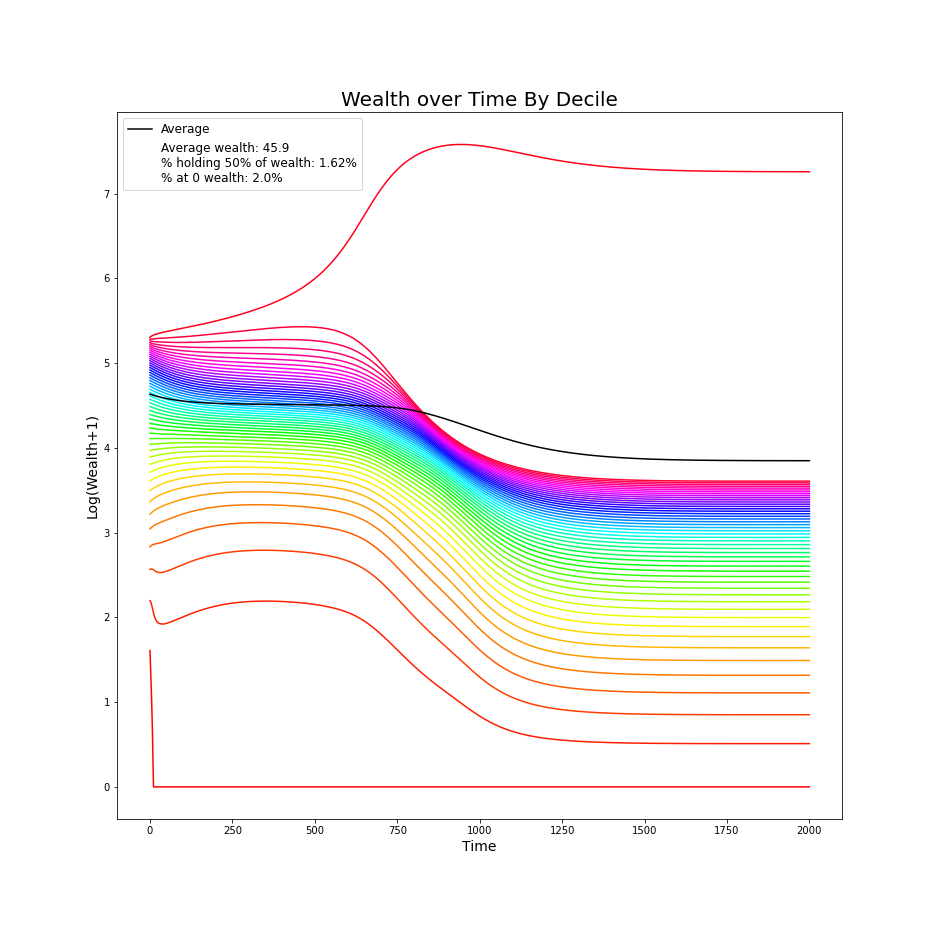 Wealth over Time By Decile
Average
Average wealth: 45.9
% holding 50% of wealth: 1.62%
% at 0 wealth: 2.0%
Log(Wealth+1)
7
6
5
4
3
2
1
0
0 250 500 750 1000 1250 1500 1750 2000
Time